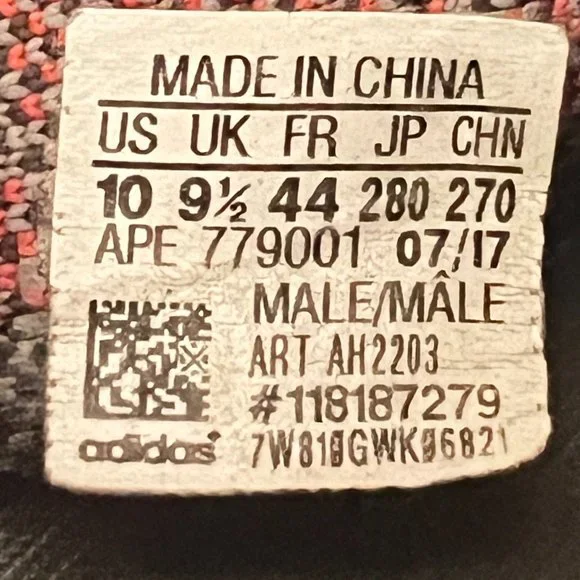 MADE IN CHINA
US UK FR JP CHN
10 9½ 44 280 270
APE 779001 07/17
MALE/MÂLE
ART AH2203
#118187279
adidas